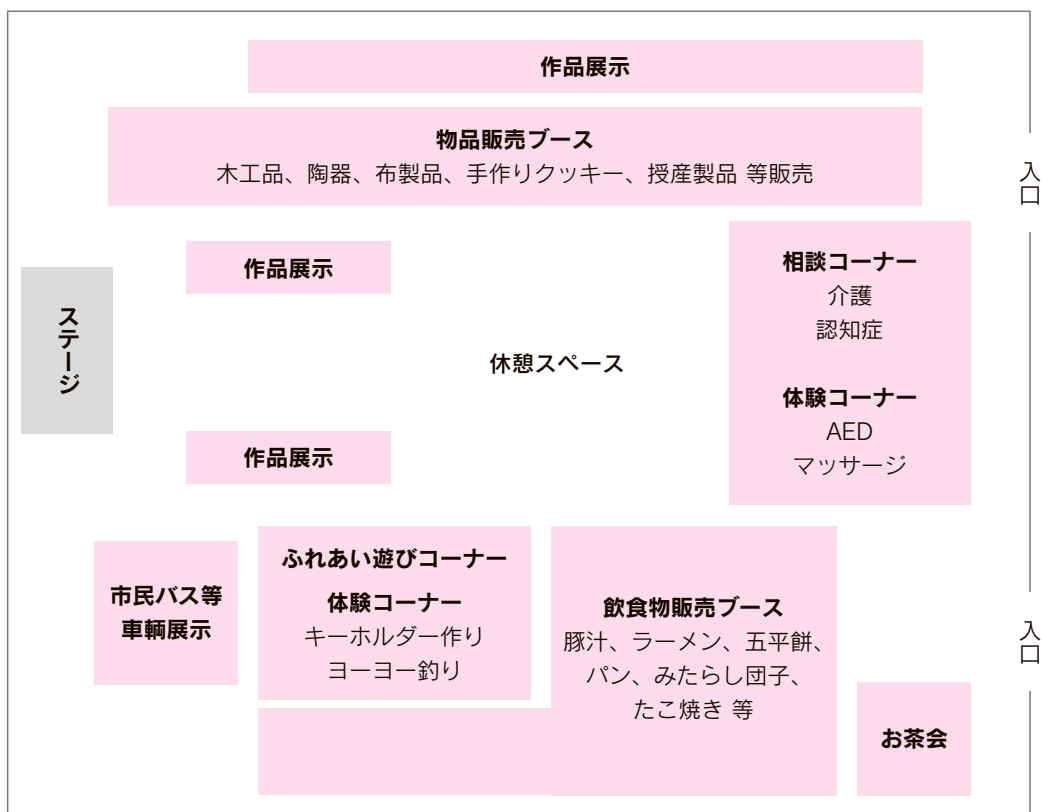 作品展示
物品販売ブース
木工品、陶器、布製品、手作りクッキー、授産製品 等販売
入口
作品展示
相談コーナー
介護
認知症
ステージ
休憩スペース
体験コーナー
AED
マッサージ
作品展示
市民バス等
車輌展示
ふれあい遊びコーナー
体験コーナー
キーホルダー作り
ヨーヨー釣り
飲食物販売ブース
豚汁、ラーメン、五平餅、
パン、みたらし団子、
たこ焼き 等
入口
お茶会